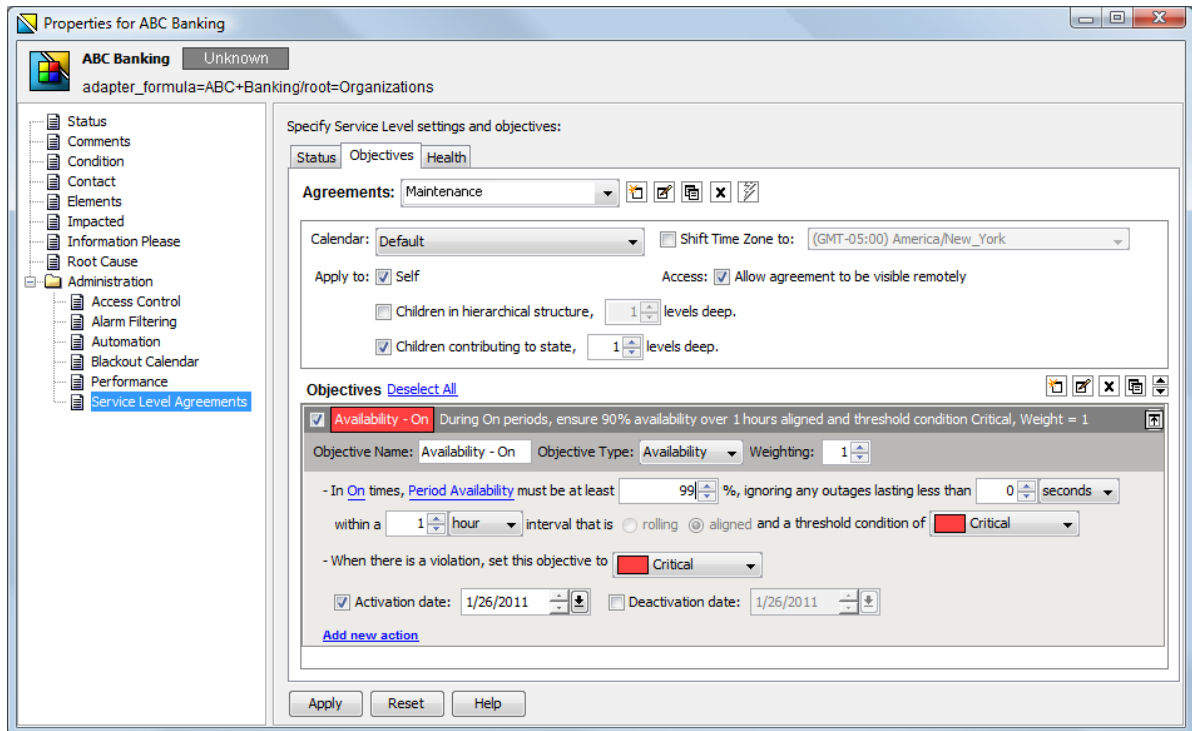 Properties for ABC Banking
ABC Banking Unknown
adapter_formula=ABC+Banking/root=Organizations
Status
Comments
Condition
Contact
Elements
Impacted
Information Please
Root Cause
Administration
Access Control
Alarm Filtering
Automation
Blackout Calendar
Performance
Service Level Agreements
Specify Service Level settings and objectives:
Status Objectives Health
Agreements: Maintenance
Calendar: Default Shift Time Zone to: (GMT-05:00) America/New_York
Apply to: Self Access: Allow agreement to be visible remotely
Children in hierarchical structure, 1 levels deep.
Children contributing to state, 1 levels deep.
Objectives Deselect All
Availability - On During On periods, ensure 90% availability over 1 hours aligned and threshold condition Critical, Weight = 1
Objective Name: Availability - On Objective Type: Availability Weighting: 1
- In On times, Period Availability must be at least 99 %, ignoring any outages lasting less than 0 seconds
within a 1 hour interval that is rolling aligned and a threshold condition of Critical
- When there is a violation, set this objective to Critical
Activation date: 1/26/2011 Deactivation date: 1/26/2011
Add new action
Apply Reset Help